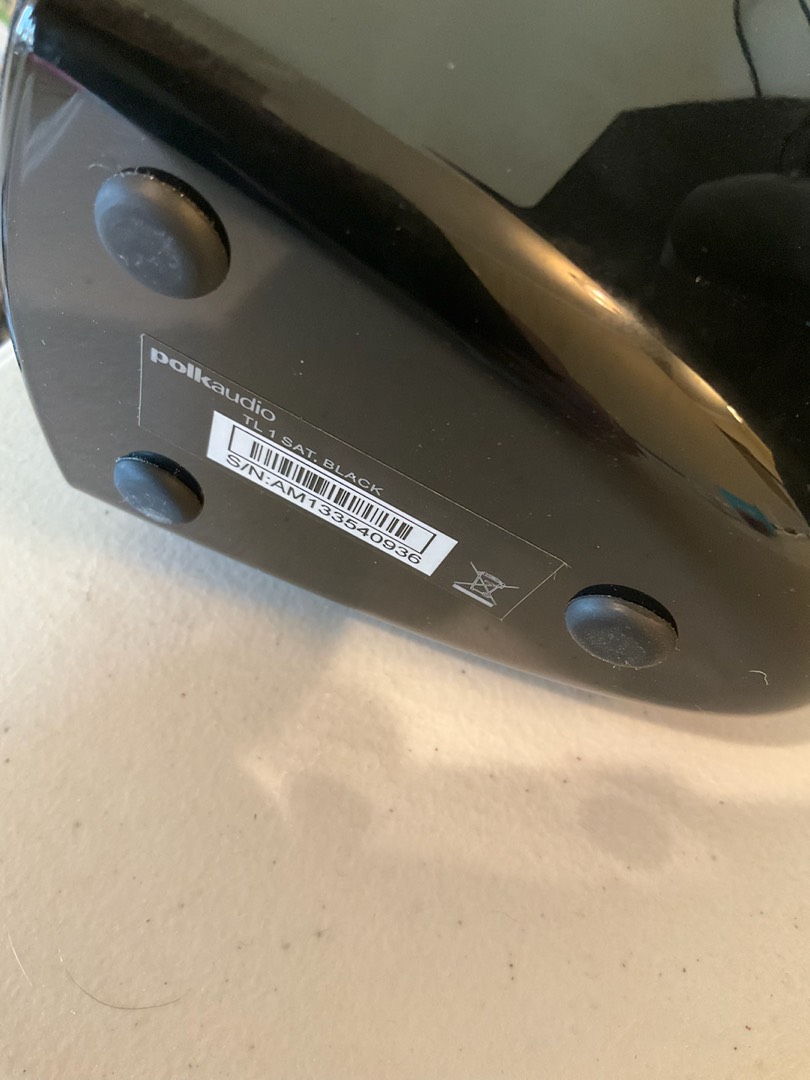 polkaudio
TL 1 SAT, BLACK
S/N:AM133540936